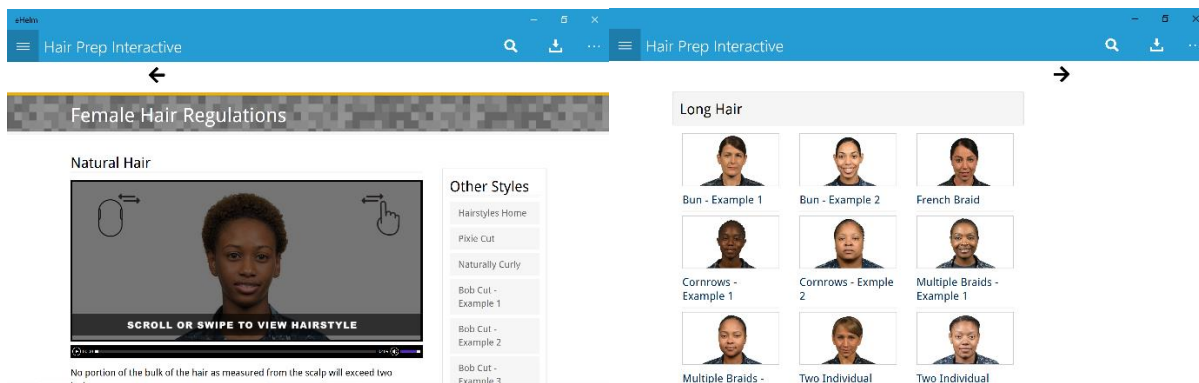 eHelm
Hair Prep Interactive
Female Hair Regulations
Natural Hair
SCROLL OR SWIPE TO VIEW HAIRSTYLE
No portion of the bulk of the hair as measured from the scalp will exceed two
Other Styles
Hairstyles Home
Pixie Cut
Naturally Curly
Bob Cut -
Example 1
Bob Cut -
Example 2
Bob Cut -
Example 3
Hair Prep Interactive
Long Hair
Bun - Example 1
Bun - Example 2
French Braid
Cornrows -
Example 1
Cornrows - Exmple
2
Multiple Braids -
Example 1
Multiple Braids -
Two Individual
Two Individual